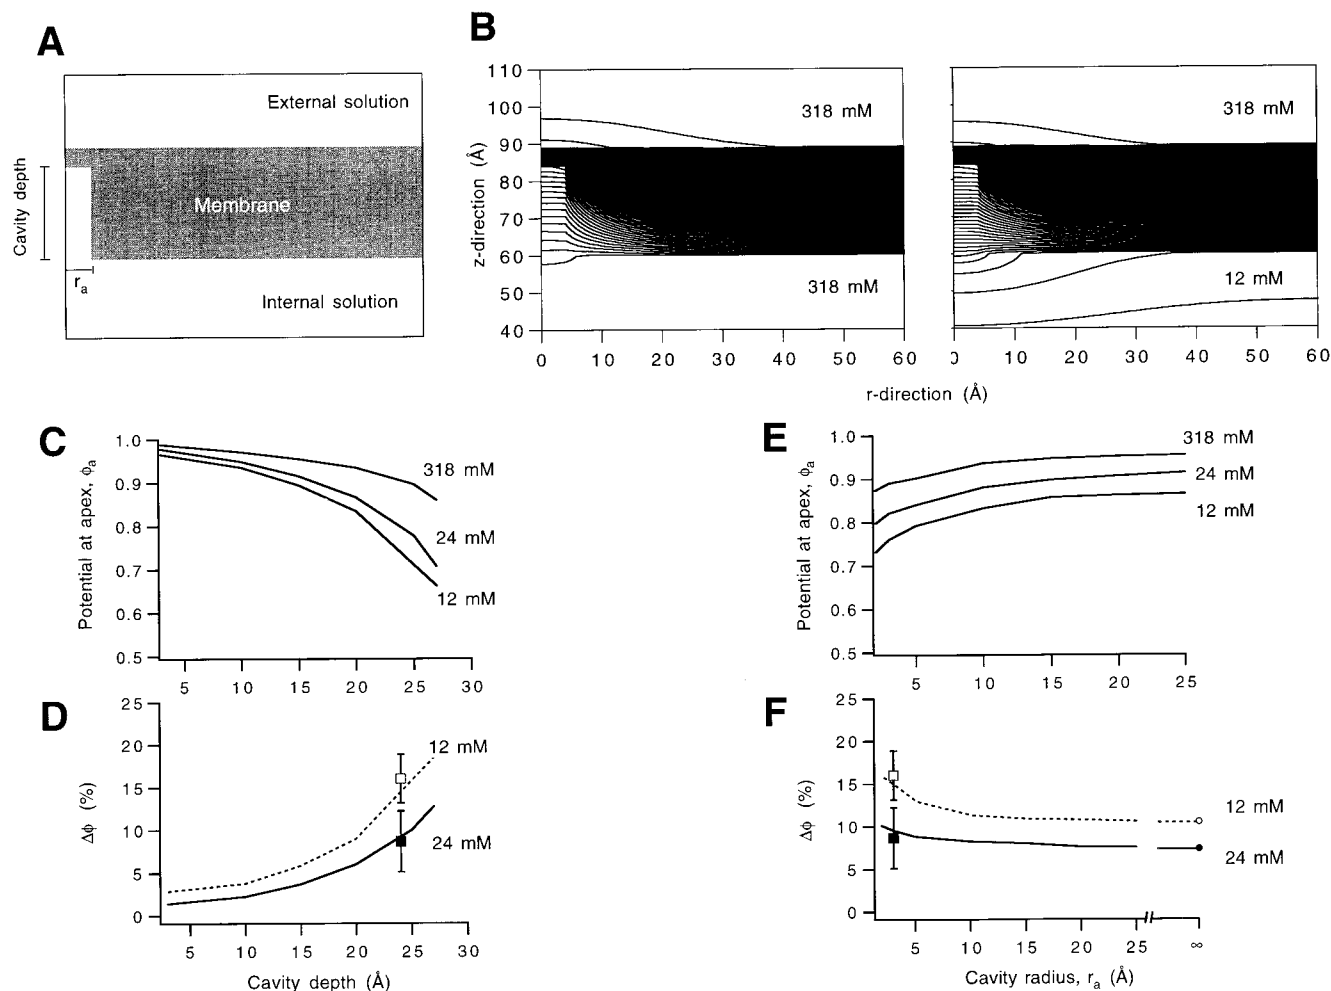 A
External solution
Cavity depth
Membrane
rₐ
Internal solution
B
110
100
90
80
70
60
50
40
z-direction (Å)
318 mM
318 mM
0 10 20 30 40 50 60
318 mM
12 mM
0 10 20 30 40 50 60
r-direction (Å)
C
1.0
0.9
0.8
0.7
0.6
0.5
Potential at apex, ϕₐ
318 mM
24 mM
12 mM
5 10 15 20 25 30
D
25
20
15
10
5
0
Δϕ (%)
12 mM
24 mM
5 10 15 20 25 30
Cavity depth (Å)
E
1.0
0.9
0.8
0.7
0.6
0.5
Potential at apex, ϕₐ
318 mM
24 mM
12 mM
5 10 15 20 25
F
25
20
15
10
5
0
Δϕ (%)
12 mM
24 mM
5 10 15 20 25 ∞
Cavity radius, rₐ (Å)